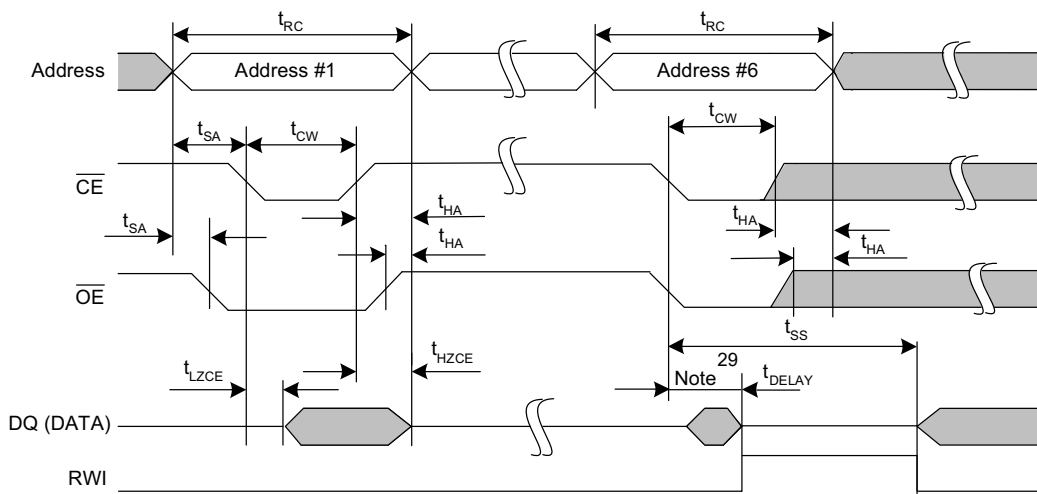 tRC tRC
Address Address #1 Address #6
tSA tCW tCW
CE
tSA tHA tHA
tHA tHA
OE
tSS
tLZCE tHZCE Note 29 tDELAY
DQ (DATA)
RWI